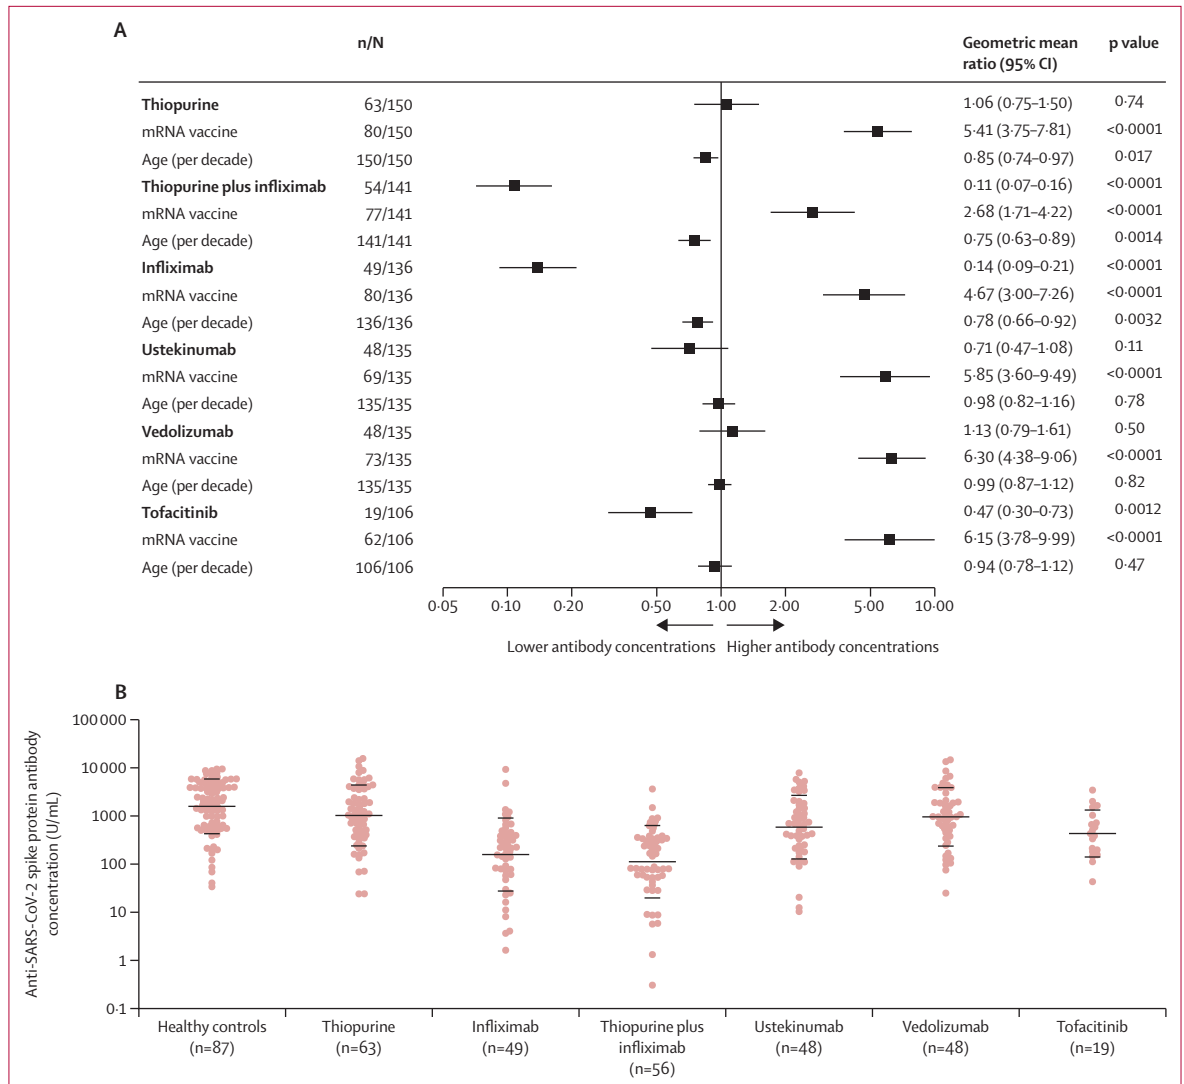 A
n/N
Geometric mean
ratio (95% CI)
p value
Thiopurine 63/150 1·06 (0·75–1·50) 0·74
mRNA vaccine 80/150 5·41 (3·75–7·81) <0·0001
Age (per decade) 150/150 0·85 (0·74–0·97) 0·017
Thiopurine plus infliximab 54/141 0·11 (0·07–0·16) <0·0001
mRNA vaccine 77/141 2·68 (1·71–4·22) <0·0001
Age (per decade) 141/141 0·75 (0·63–0·89) 0·0014
Infliximab 49/136 0·14 (0·09–0·21) <0·0001
mRNA vaccine 80/136 4·67 (3·00–7·26) <0·0001
Age (per decade) 136/136 0·78 (0·66–0·92) 0·0032
Ustekinumab 48/135 0·71 (0·47–1·08) 0·11
mRNA vaccine 69/135 5·85 (3·60–9·49) <0·0001
Age (per decade) 135/135 0·98 (0·82–1·16) 0·78
Vedolizumab 48/135 1·13 (0·79–1·61) 0·50
mRNA vaccine 73/135 6·30 (4·38–9·06) <0·0001
Age (per decade) 135/135 0·99 (0·87–1·12) 0·82
Tofacitinib 19/106 0·47 (0·30–0·73) 0·0012
mRNA vaccine 62/106 6·15 (3·78–9·99) <0·0001
Age (per decade) 106/106 0·94 (0·78–1·12) 0·47
0·05 0·10 0·20 0·50 1·00 2·00 5·00 10·00
Lower antibody concentrations Higher antibody concentrations
B
Anti-SARS-CoV-2 spike protein antibody
concentration (U/mL)
100 000
10 000
1000
100
10
1
0·1
Healthy controls
(n=87)
Thiopurine
(n=63)
Infliximab
(n=49)
Thiopurine plus
infliximab
(n=56)
Ustekinumab
(n=48)
Vedolizumab
(n=48)
Tofacitinib
(n=19)